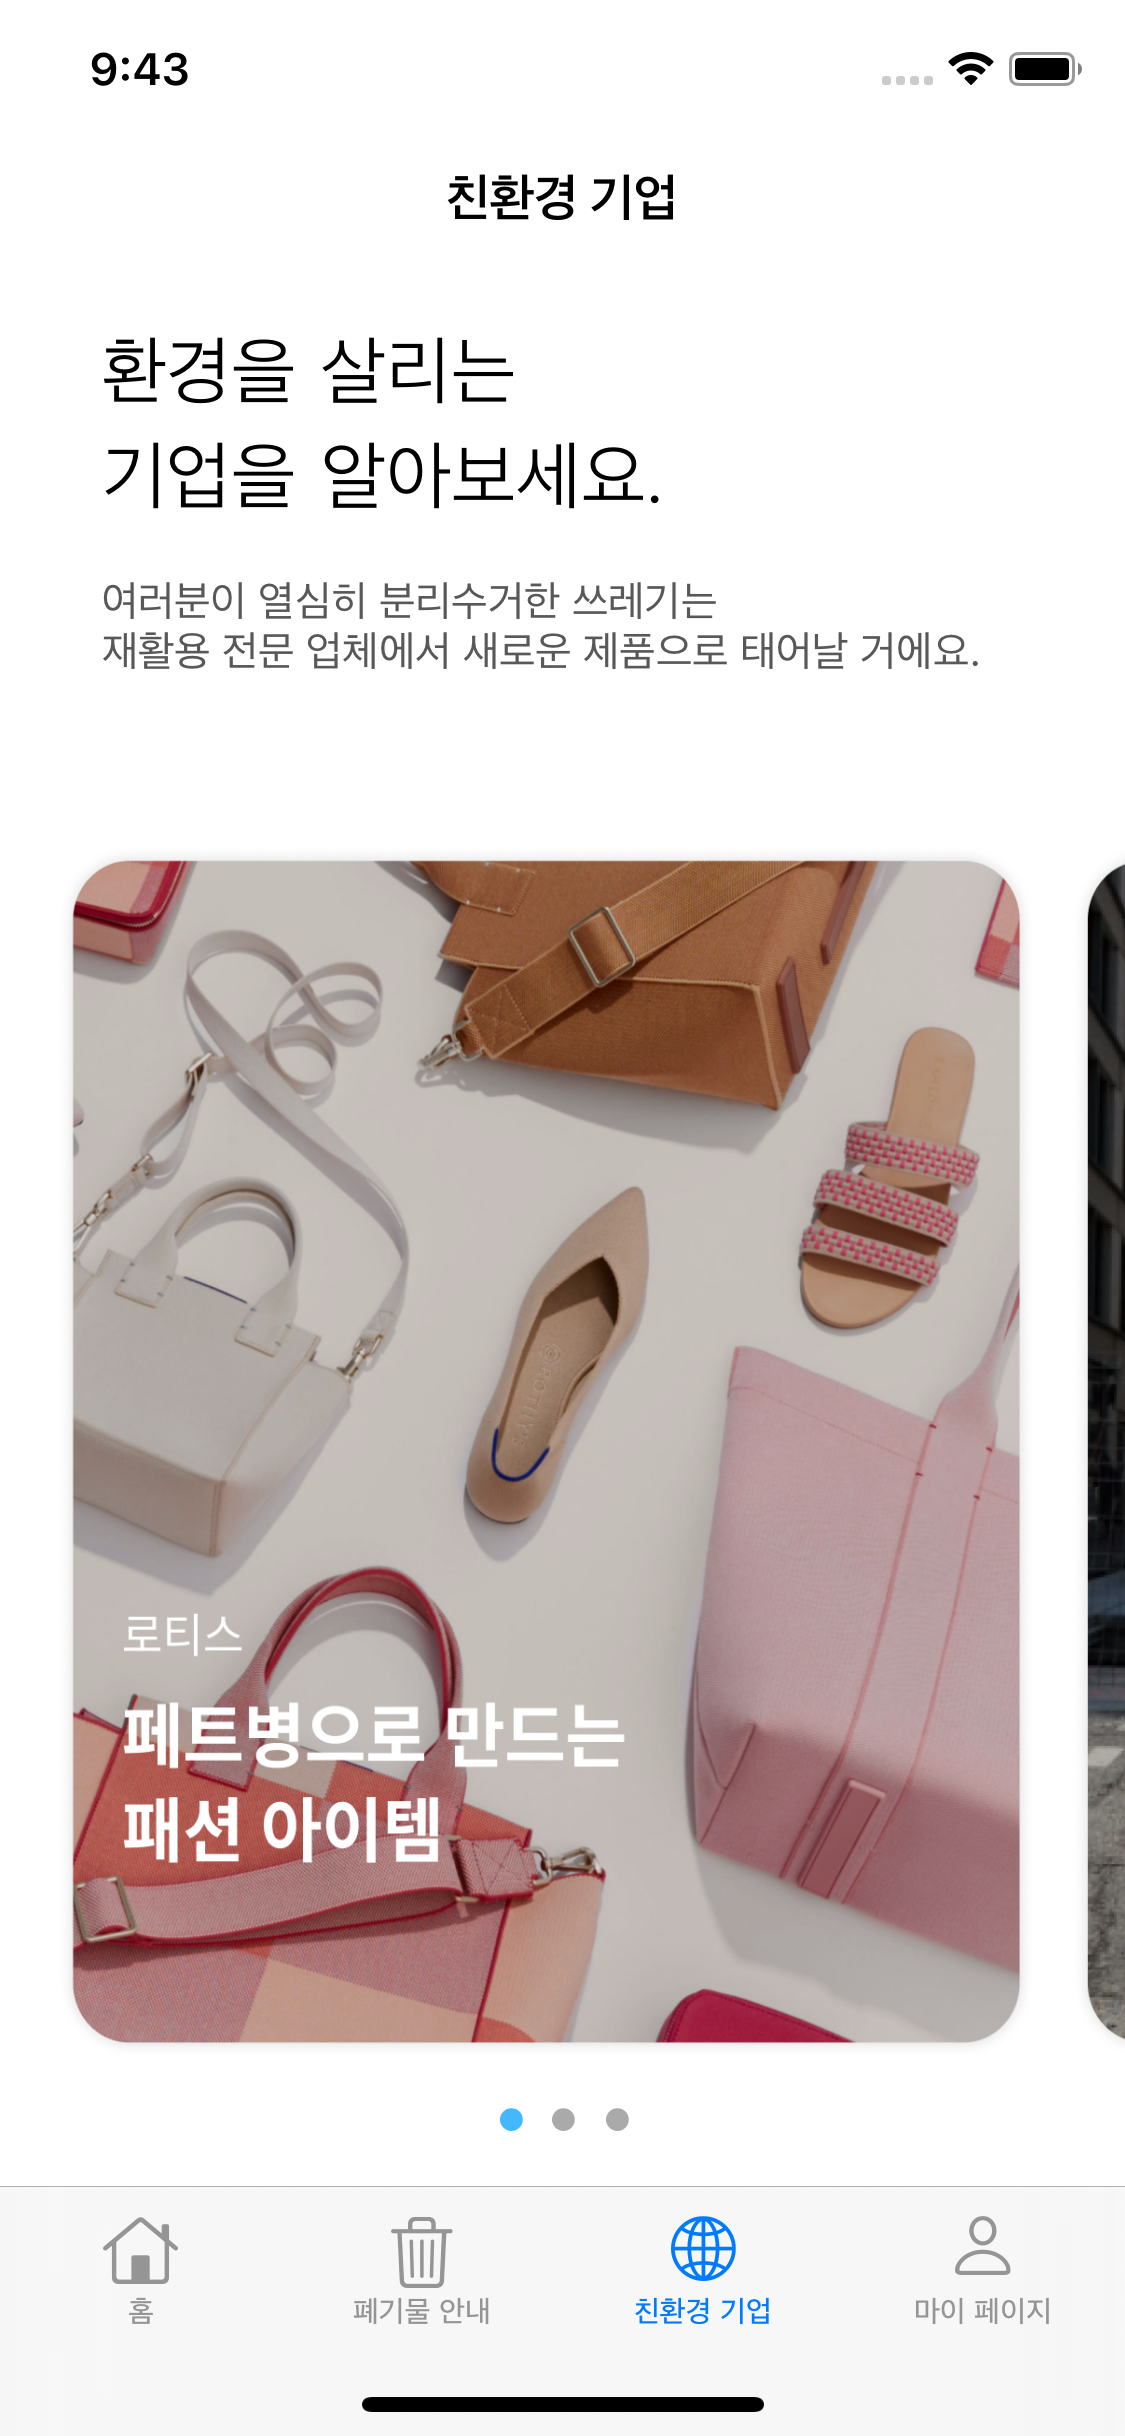 9:43
친환경 기업
환경을 살리는
기업을 알아보세요.
여러분이 열심히 분리수거한 쓰레기는
재활용 전문 업체에서 새로운 제품으로 태어날 거에요.
ROTHY'S
로티스
페트병으로 만드는
패션 아이템
홈
폐기물 안내
친환경 기업
마이 페이지